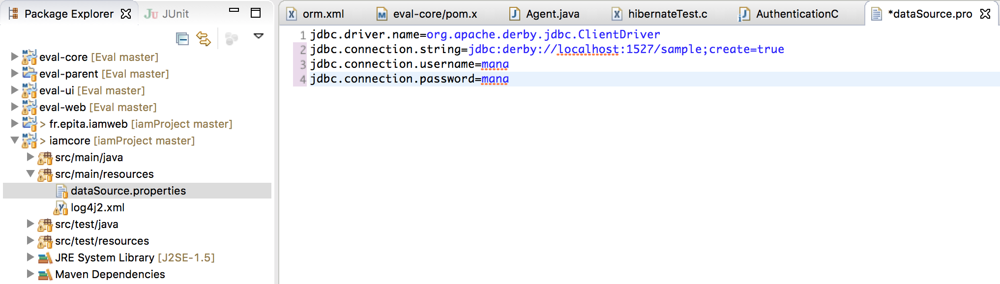 Package Explorer
JUnit
eval-core [Eval master]
eval-parent [Eval master]
eval-ui [Eval master]
eval-web [Eval master]
> fr.epita.iamweb [iamProject master]
> iamcore [iamProject master]
src/main/java
src/main/resources
dataSource.properties
log4j2.xml
src/test/java
src/test/resources
JRE System Library [J2SE-1.5]
Maven Dependencies
orm.xml
eval-core/pom.x
Agent.java
hibernateTest.c
AuthenticationC
*dataSource.pro
1 jdbc.driver.name=org.apache.derby.jdbc.ClientDriver
2 jdbc.connection.string=jdbc:derby://localhost:1527/sample;create=true
3 jdbc.connection.username=mana
4 jdbc.connection.password=mana